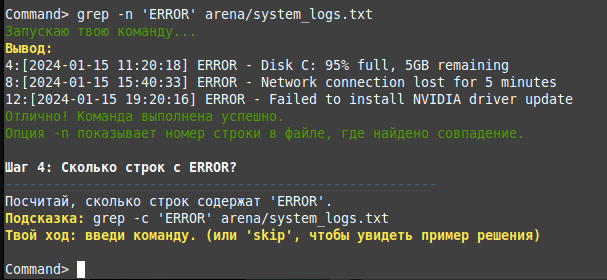 Command> grep -n 'ERROR' arena/system_logs.txt
Запускаю твою команду...
Вывод:
4:[2024-01-15 11:20:18] ERROR - Disk C: 95% full, 5GB remaining
8:[2024-01-15 15:40:33] ERROR - Network connection lost for 5 minutes
12:[2024-01-15 19:20:16] ERROR - Failed to install NVIDIA driver update
Отлично! Команда выполнена успешно.
Опция -n показывает номер строки в файле, где найдено совпадение.
Шаг 4: Сколько строк с ERROR?
-----------------------------------------------------
Посчитай, сколько строк содержат 'ERROR'.
Подсказка: grep -c 'ERROR' arena/system_logs.txt
Твой ход: введи команду. (или 'skip', чтобы увидеть пример решения)
Command>